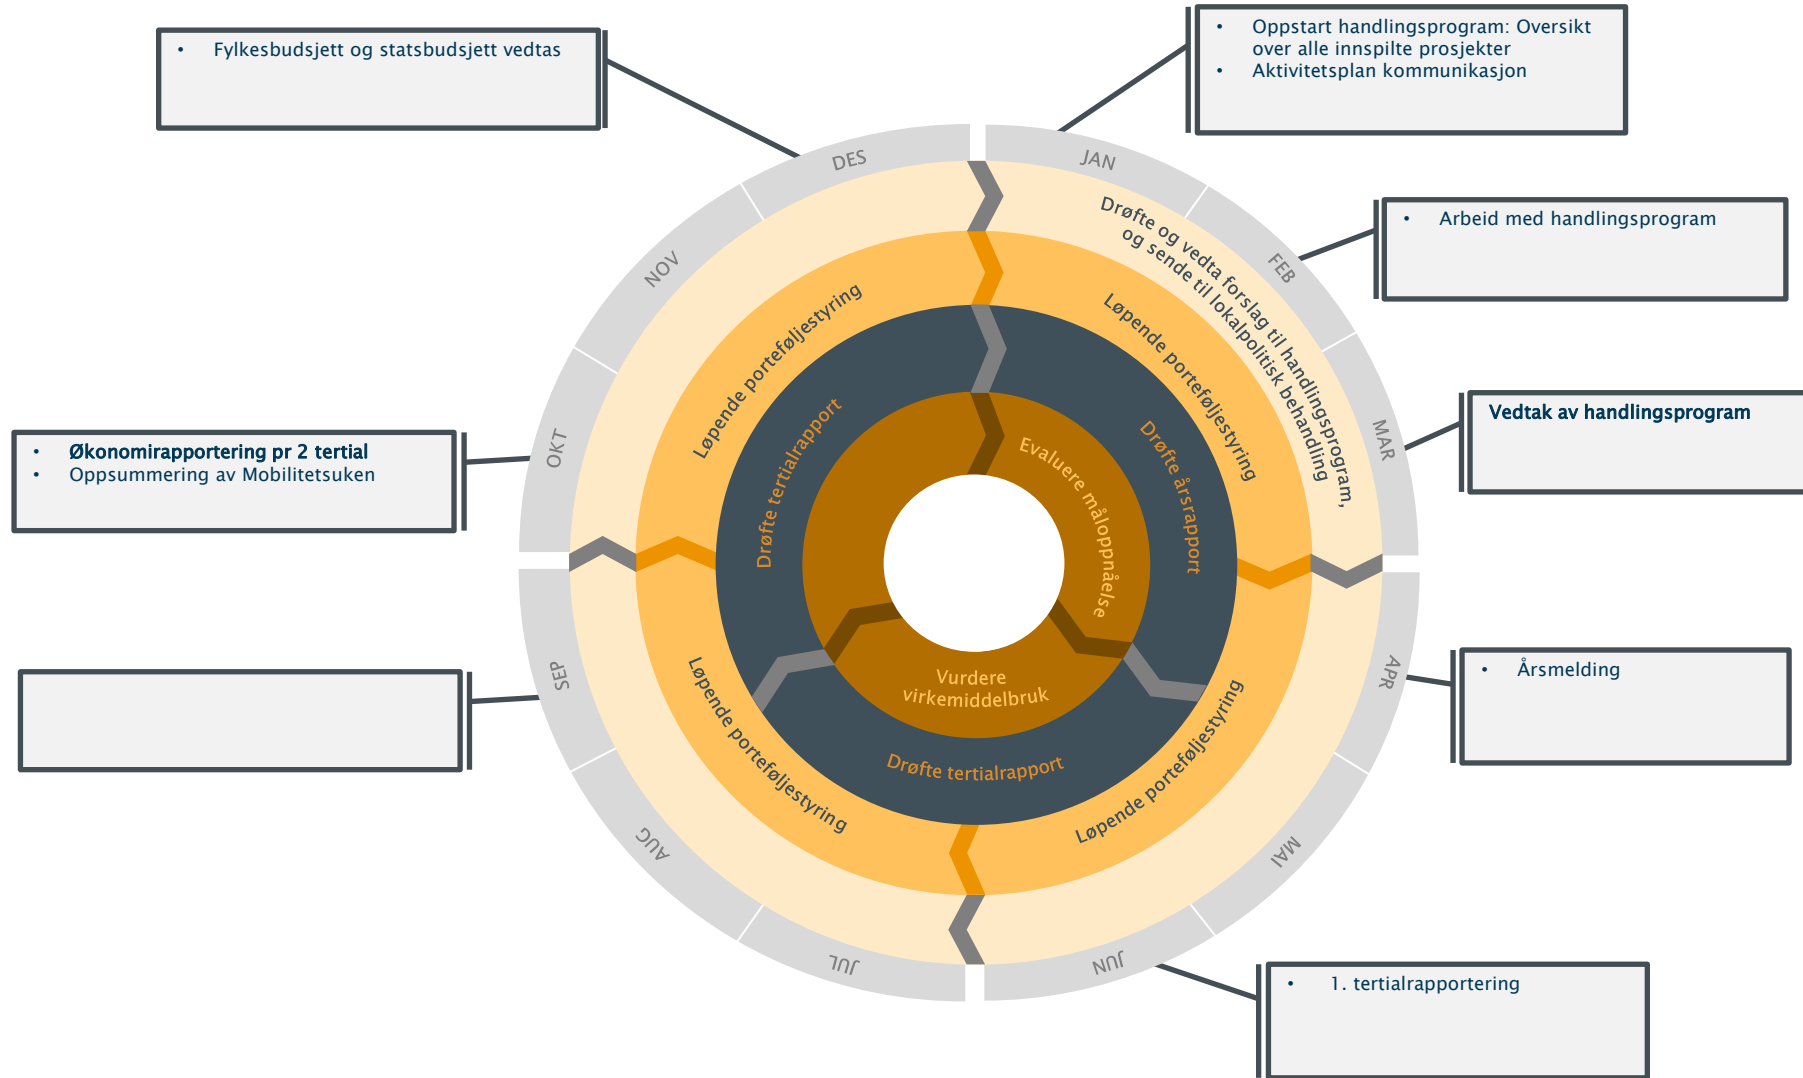 • Fylkesbudsjett og statsbudsjett vedtas
• Oppstart handlingsprogram: Oversikt
over alle innspilte prosjekter
• Aktivitetsplan kommunikasjon
• Arbeid med handlingsprogram
Vedtak av handlingsprogram
• Årsmelding
• 1. tertialrapportering
• Økonomirapportering pr 2 tertial
• Oppsummering av Mobilitetsuken
JAN
FEB
MAR
APR
MAI
JUN
JUL
AUG
SEP
OKT
NOV
DES
Drøfte og vedta forslag til handlingsprogram,
og sende til lokalpolitisk behandling
Løpende porteføljestyring
Løpende porteføljestyring
Løpende porteføljestyring
Løpende porteføljestyring
Drøfte årsrapport
Drøfte tertialrapport
Drøfte tertialrapport
Evaluere måloppnåelse
Vurdere
virkemiddelbruk